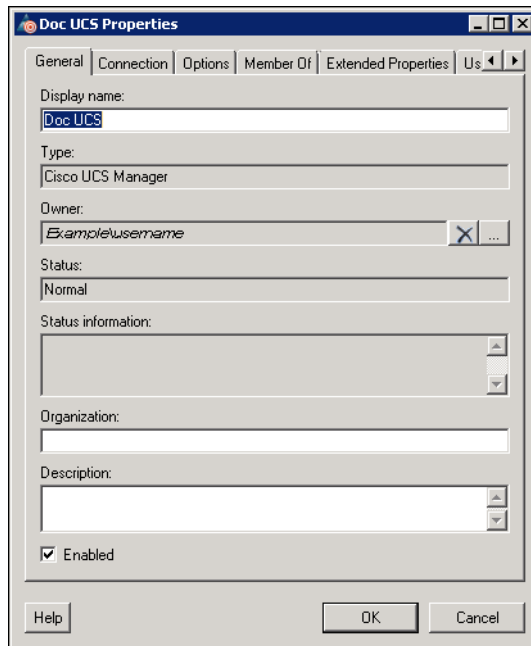 Doc UCS Properties
General Connection Options Member Of Extended Properties Us
Display name:
Doc UCS
Type:
Cisco UCS Manager
Owner:
Example\username
...
Status:
Normal
Status information:
Organization:
Description:
Enabled
Help OK Cancel